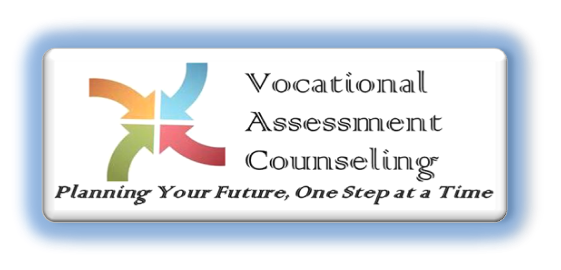 Vocational
Assessment
Counseling
Planning Your Future, One Step at a Time